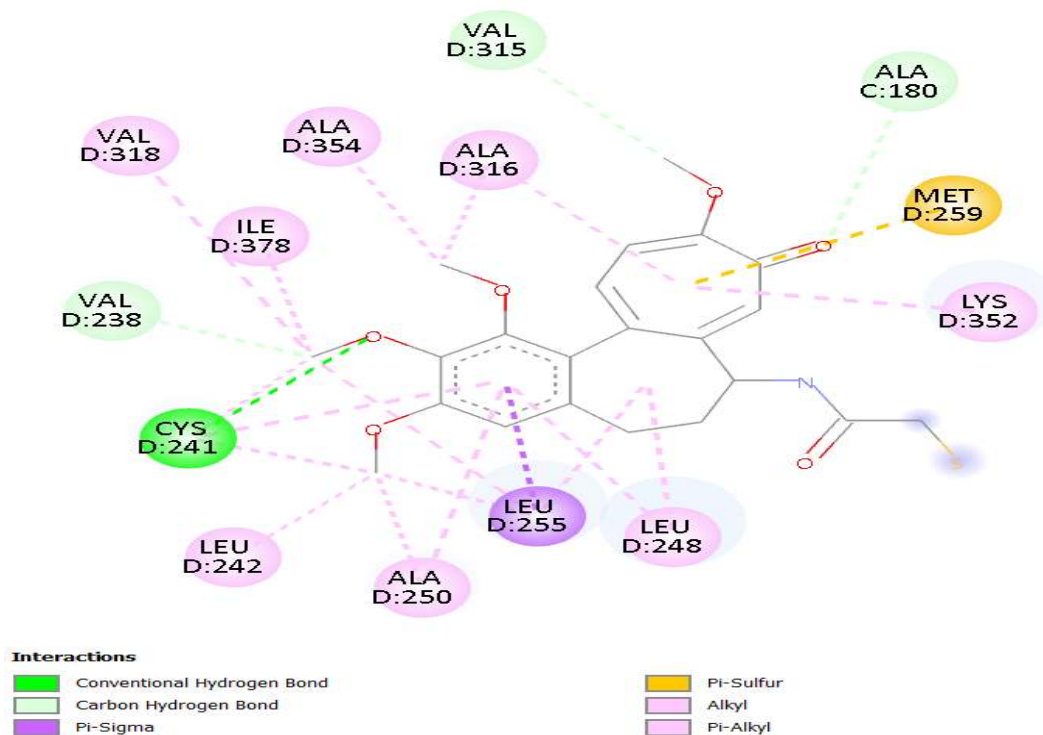 VAL
D:315
ALA
C:180
VAL
D:318
ALA
D:354
ALA
D:316
MET
D:259
ILE
D:378
O
O
VAL
D:238
O
LYS
D:352
O
N
CYS
D:241
O
O
S
LEU
D:255
LEU
D:248
LEU
D:242
ALA
D:250
Interactions
Conventional Hydrogen Bond
Carbon Hydrogen Bond
Pi-Sigma
Pi-Sulfur
Alkyl
Pi-Alkyl